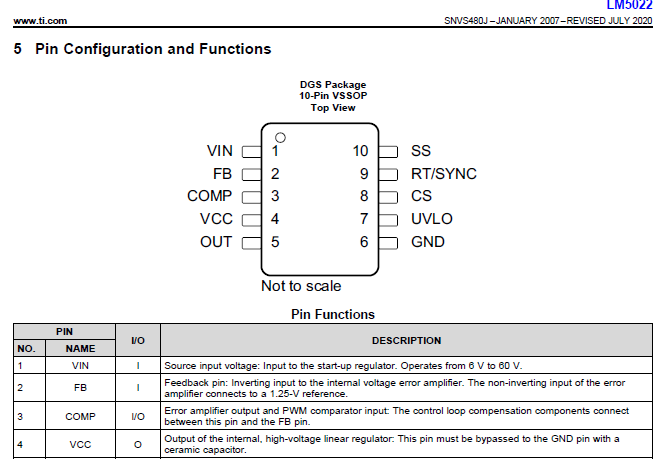 LM5022
www.ti.com
SNVS480J – JANUARY 2007 – REVISED JULY 2020
5 Pin Configuration and Functions
DGS Package
10-Pin VSSOP
Top View
VIN 1 10 SS
FB 2 9 RT/SYNC
COMP 3 8 CS
VCC 4 7 UVLO
OUT 5 6 GND
Not to scale
Pin Functions
PIN
I/O
DESCRIPTION
NO. NAME
1 VIN I Source input voltage: Input to the start-up regulator. Operates from 6 V to 60 V.
2 FB I Feedback pin: Inverting input to the internal voltage error amplifier. The non-inverting input of the error
amplifier connects to a 1.25-V reference.
3 COMP I/O Error amplifier output and PWM comparator input: The control loop compensation components connect
between this pin and the FB pin.
4 VCC O Output of the internal, high-voltage linear regulator: This pin must be bypassed to the GND pin with a
ceramic capacitor.